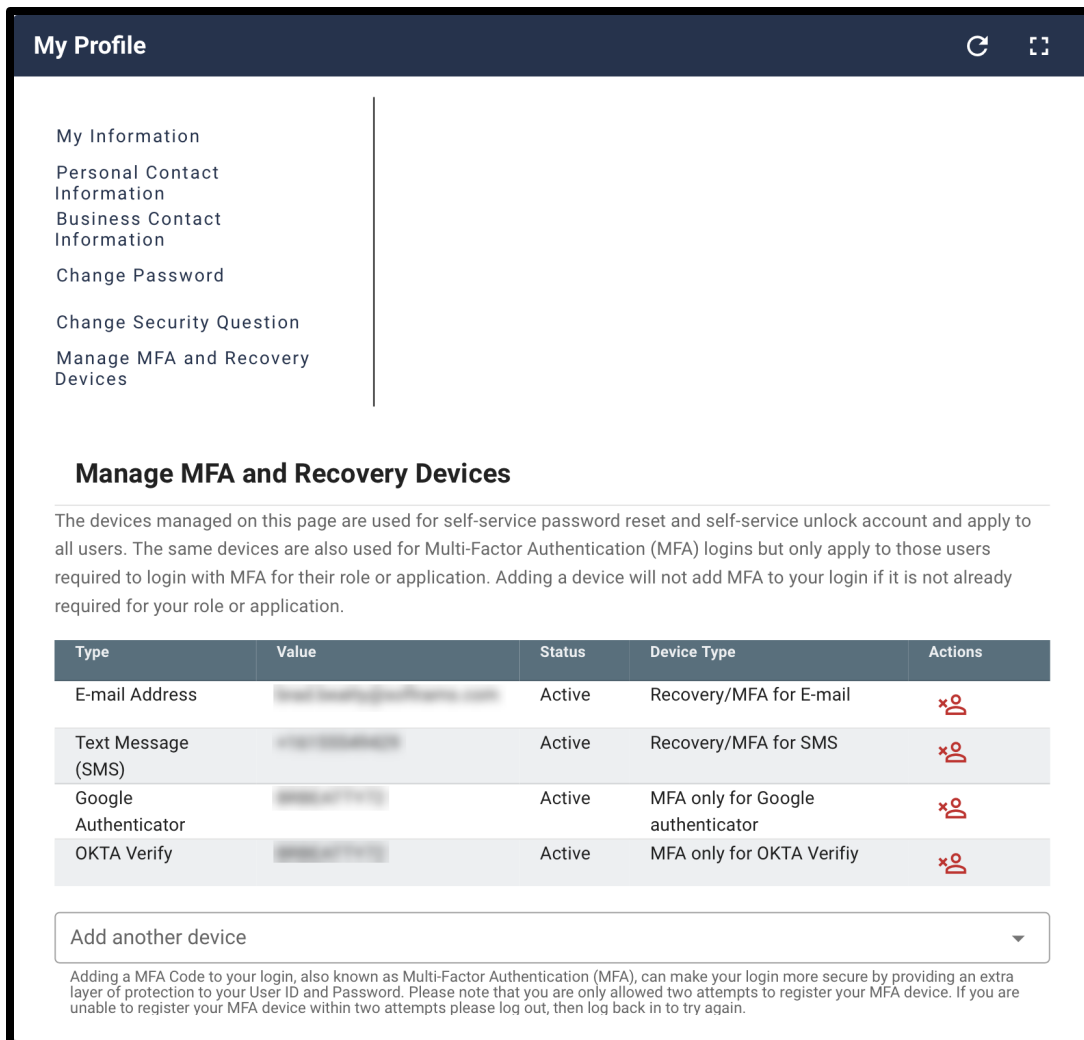 My Profile
My Information
Personal Contact
Information
Business Contact
Information
Change Password
Change Security Question
Manage MFA and Recovery
Devices
Manage MFA and Recovery Devices
The devices managed on this page are used for self-service password reset and self-service unlock account and apply to
all users. The same devices are also used for Multi-Factor Authentication (MFA) logins but only apply to those users
required to login with MFA for their role or application. Adding a device will not add MFA to your login if it is not already
required for your role or application.
Type Value Status Device Type Actions
E-mail Address Active Recovery/MFA for E-mail
Text Message Active Recovery/MFA for SMS
(SMS)
Google Active MFA only for Google
Authenticator authenticator
OKTA Verify Active MFA only for OKTA Verifiy
Add another device
Adding a MFA Code to your login, also known as Multi-Factor Authentication (MFA), can make your login more secure by providing an extra
layer of protection to your User ID and Password. Please note that you are only allowed two attempts to register your MFA device. If you are
unable to register your MFA device within two attempts please log out, then log back in to try again.